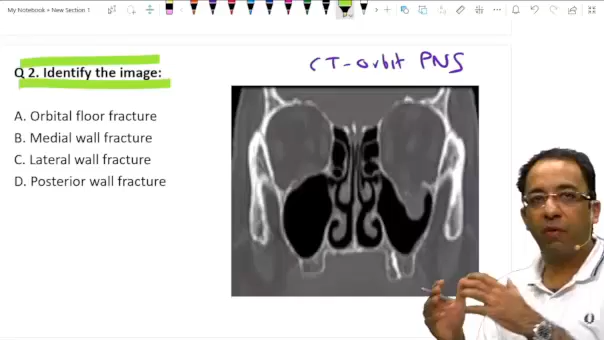 My Notebook • New Section 1
CT-orbit PNS
Q 2. Identify the image:
A. Orbital floor fracture
B. Medial wall fracture
C. Lateral wall fracture
D. Posterior wall fracture